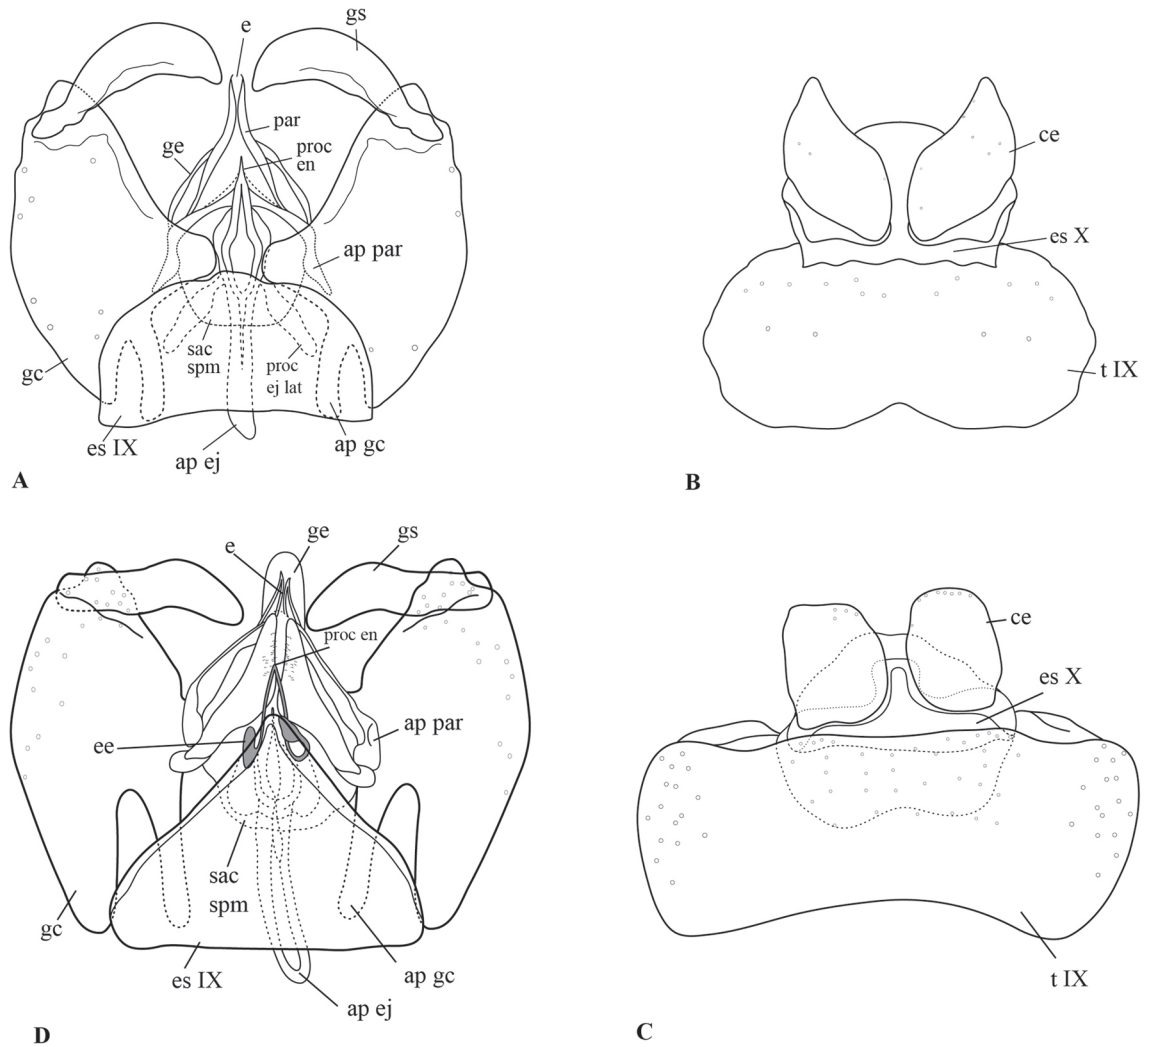 e
gs
par
proc
en
ge
ap par
sac
spm
proc
ej lat
gc
es IX
ap ej
ap gc
A
ce
es X
t IX
B
e
ge
gs
proc en
ap par
ee
sac
spm
gc
es IX
ap gc
ap ej
D
ce
es X
t IX
C